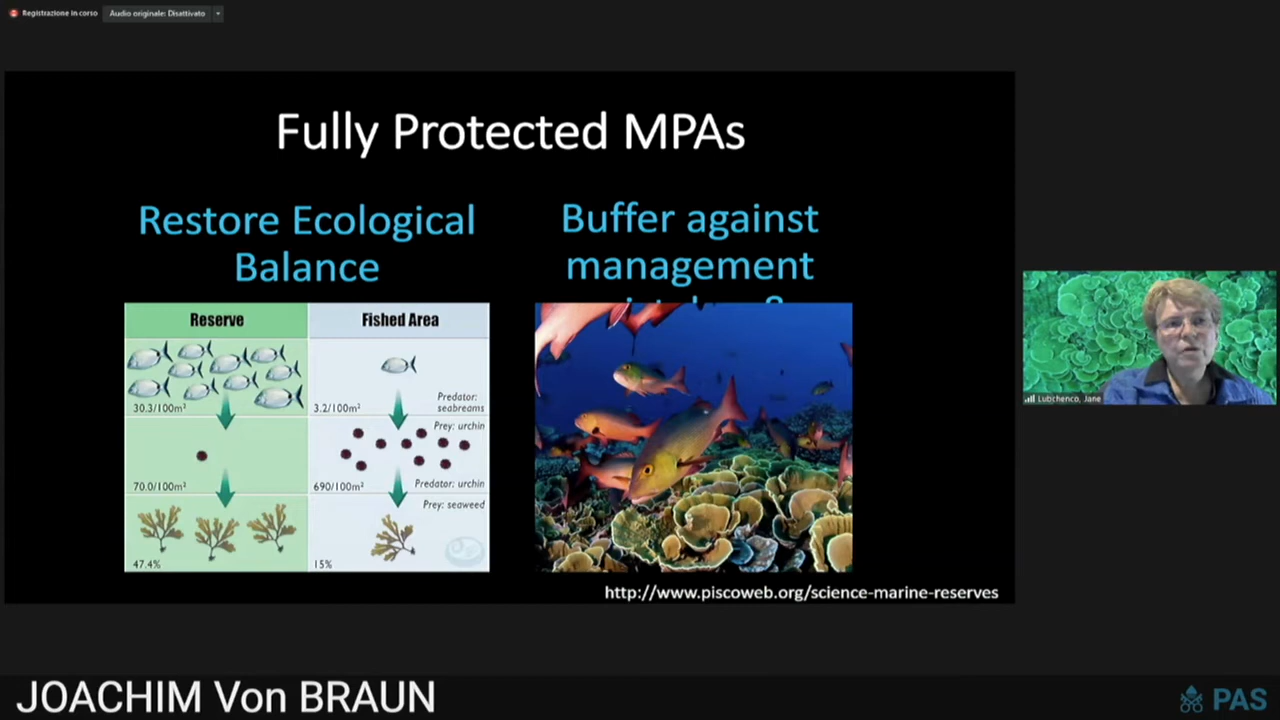 Registrazione in corso
Audio originale: Disattivato
Fully Protected MPAs
Restore Ecological
Balance
Buffer against
management
Reserve
Fished Area
30.3/100m²
3.2/100m²
Predator:
seabreams
Prey: urchin
70.0/100m²
690/100m²
Predator: urchin
Prey: seaweed
47.4%
15%
http://www.piscoweb.org/science-marine-reserves
Lubchenco, Jane
JOACHIM Von BRAUN
PAS